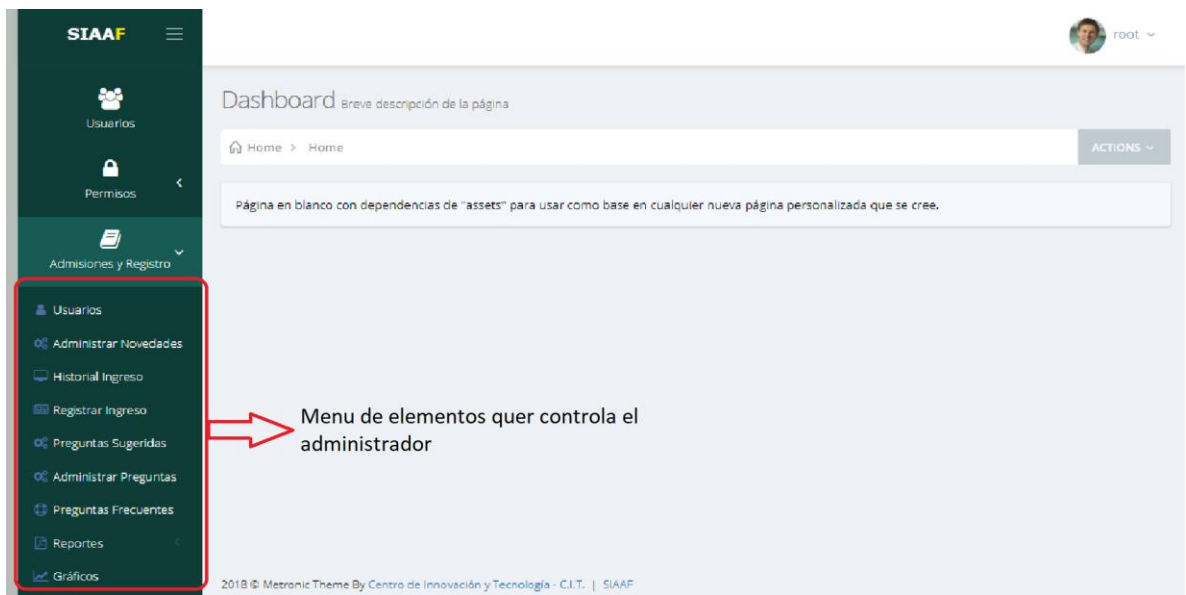 SIAAF
root
Usuarios
Dashboard Breve descripción de la página
Home > Home
ACTIONS
Permisos
Página en blanco con dependencias de "assets" para usar como base en cualquier nueva página personalizada que se cree.
Admisiones y Registro
Usuarios
Administrar Novedades
Historial Ingreso
Registrar Ingreso
Preguntas Sugeridas
Administrar Preguntas
Preguntas Frecuentes
Reportes
Gráficos
Menu de elementos quer controla el
administrador
2018 © Metronic Theme By Centro de Innovación y Tecnología - C.I.T. | SIAAF